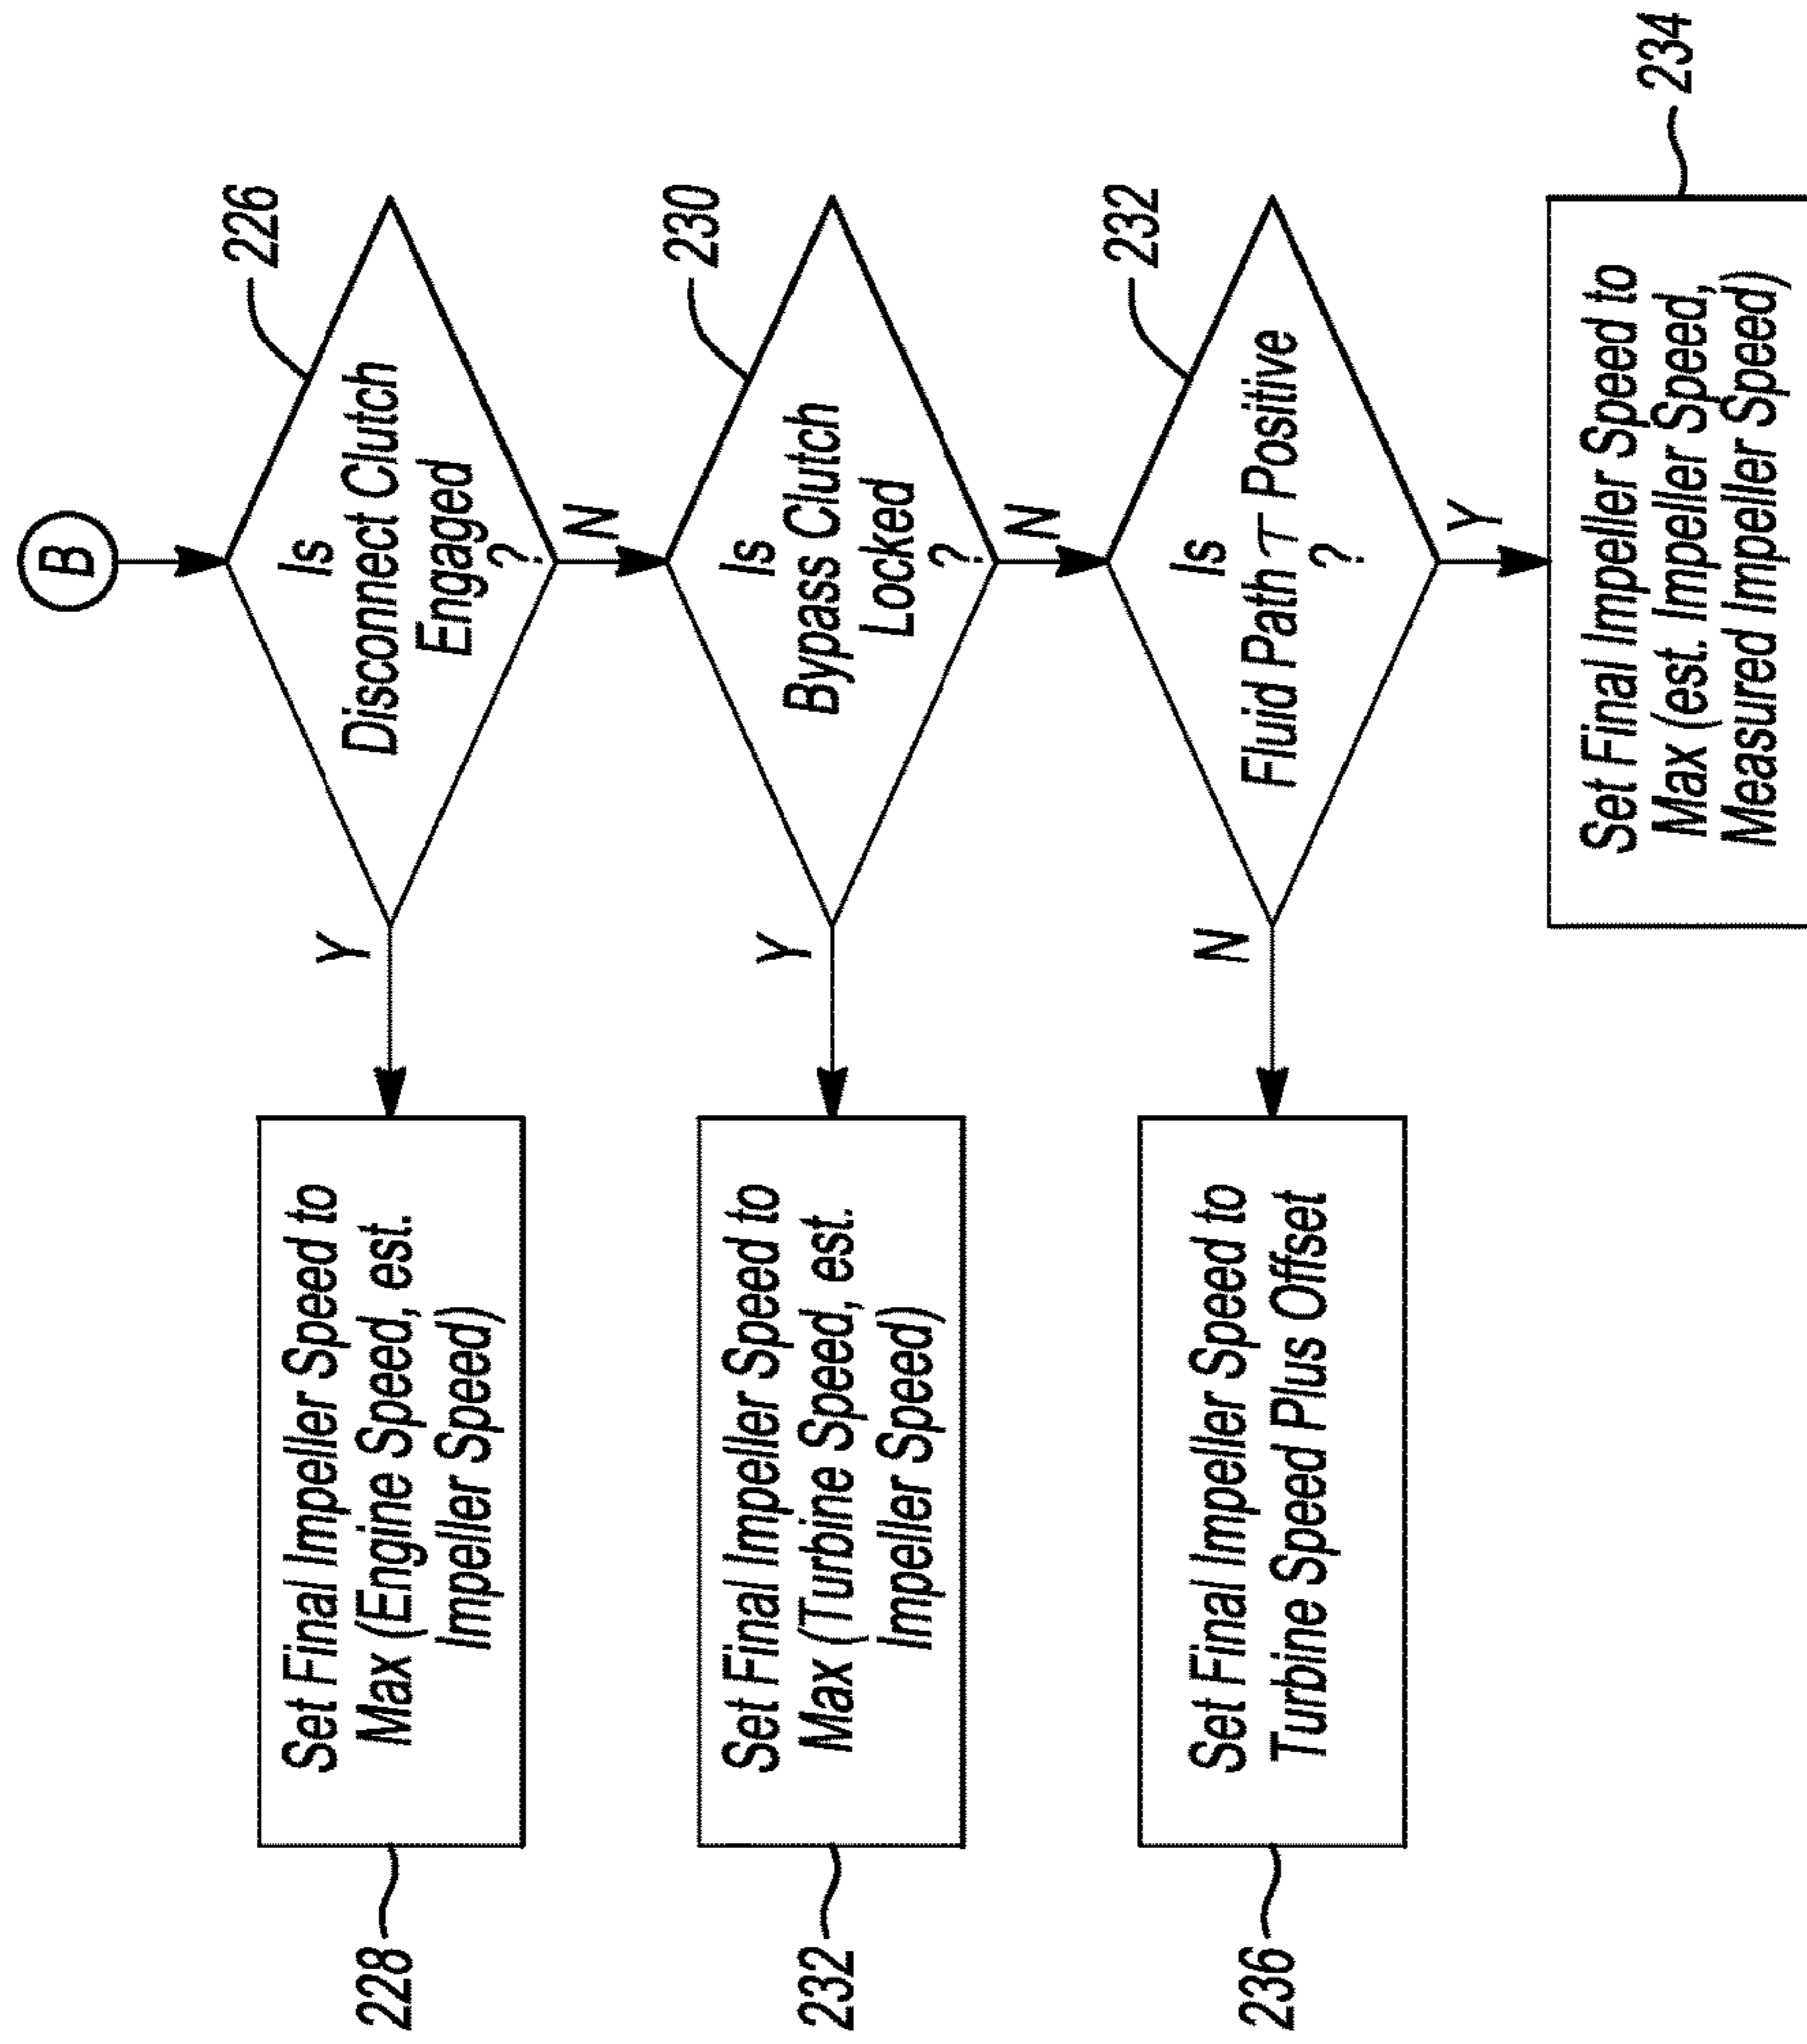 B
226
Is
Disconnect Clutch
Engaged
?
Y
N
Set Final Impeller Speed to
Max (Engine Speed, est.
Impeller Speed)
228
230
Is
Bypass Clutch
Locked
?
Y
N
Set Final Impeller Speed to
Max (Turbine Speed, est.
Impeller Speed)
232
232
Is
Fluid Path τ Positive
?
N
Y
Set Final Impeller Speed to
Turbine Speed Plus Offset
236
234
Set Final Impeller Speed to
Max (est. Impeller Speed,
Measured Impeller Speed)